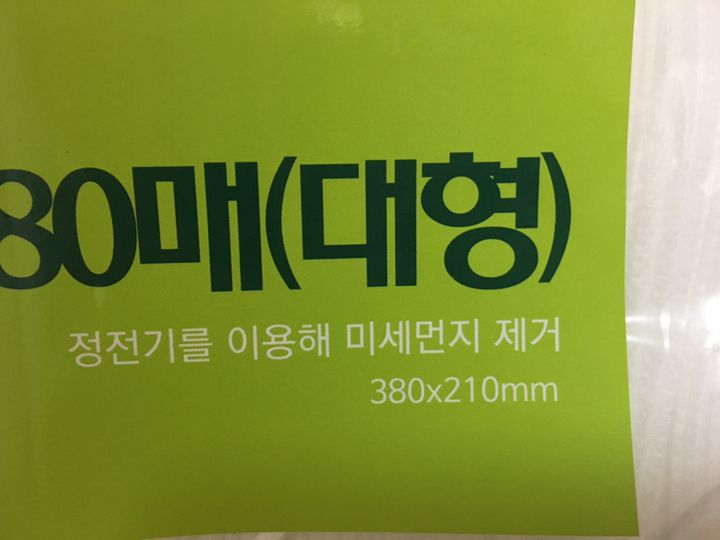 80매(대형)
정전기를 이용해 미세먼지 제거
380x210mm